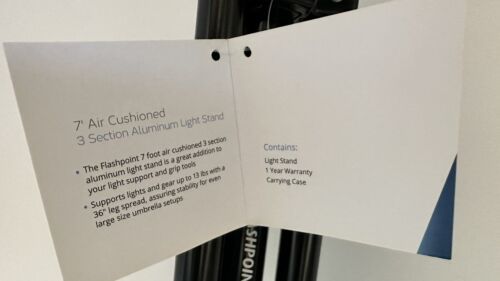 7' Air Cushioned
3 Section Aluminum Light Stand
• The Flashpoint 7 foot air cushioned 3 section
aluminum light stand is a great addition to
your light support and grip tools
• Supports lights and gear up to 13 lbs with a
36" leg spread, assuring stability for even
large size umbrella setups
Contains:
Light Stand
1 Year Warranty
Carrying Case